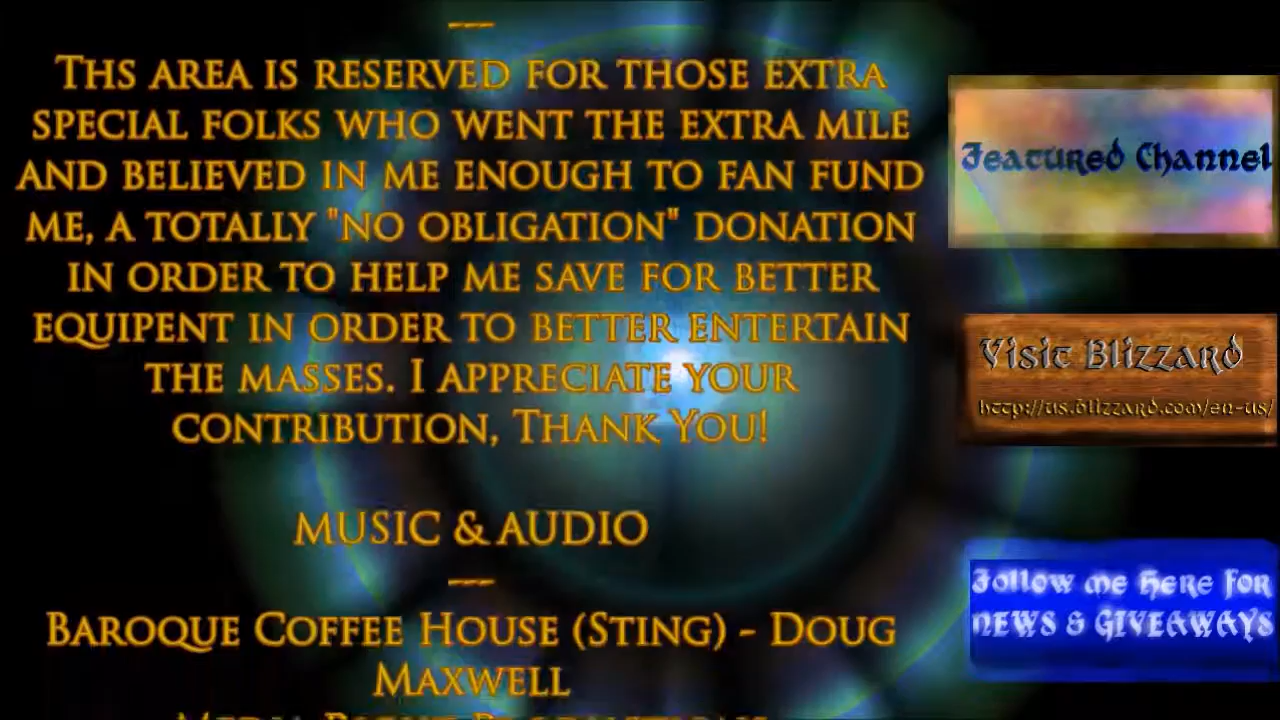 ---
THS AREA IS RESERVED FOR THOSE EXTRA
SPECIAL FOLKS WHO WENT THE EXTRA MILE
AND BELIEVED IN ME ENOUGH TO FAN FUND
ME, A TOTALLY "NO OBLIGATION" DONATION
IN ORDER TO HELP ME SAVE FOR BETTER
EQUIPENT IN ORDER TO BETTER ENTERTAIN
THE MASSES. I APPRECIATE YOUR
CONTRIBUTION, THANK YOU!
MUSIC & AUDIO
---
BAROQUE COFFEE HOUSE (STING) - DOUG
MAXWELL
Featured Channel
Visit Blizzard
http://us.blizzard.com/en-us/
Follow me Here For
NEWS & GIVEAWAYS